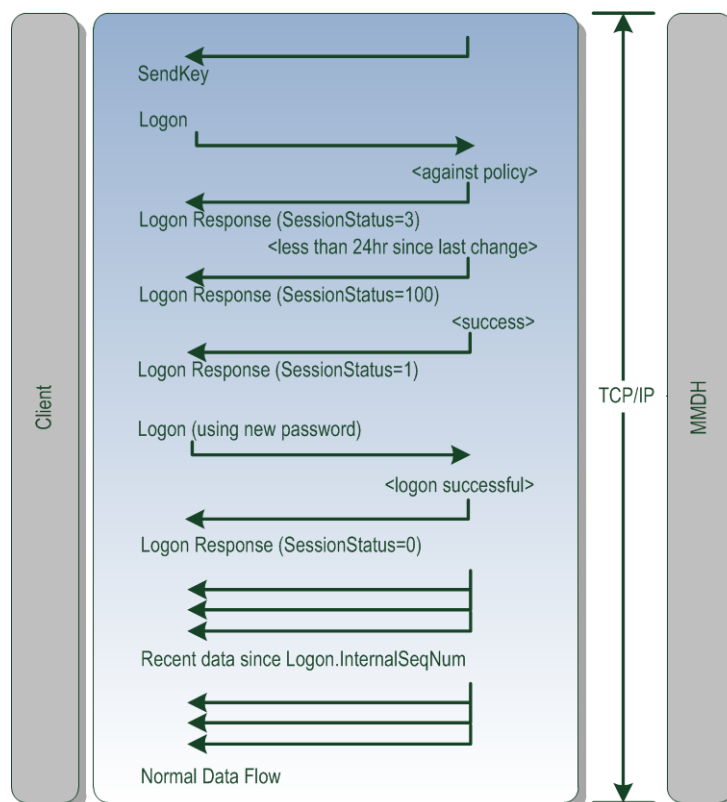 SendKey
Logon
<against policy>
Logon Response (SessionStatus=3)
<less than 24hr since last change>
Logon Response (SessionStatus=100)
<success>
Logon Response (SessionStatus=1)
Logon (using new password)
<logon successful>
Logon Response (SessionStatus=0)
Recent data since Logon.InternalSeqNum
Normal Data Flow
Client
TCP/IP
MMDH